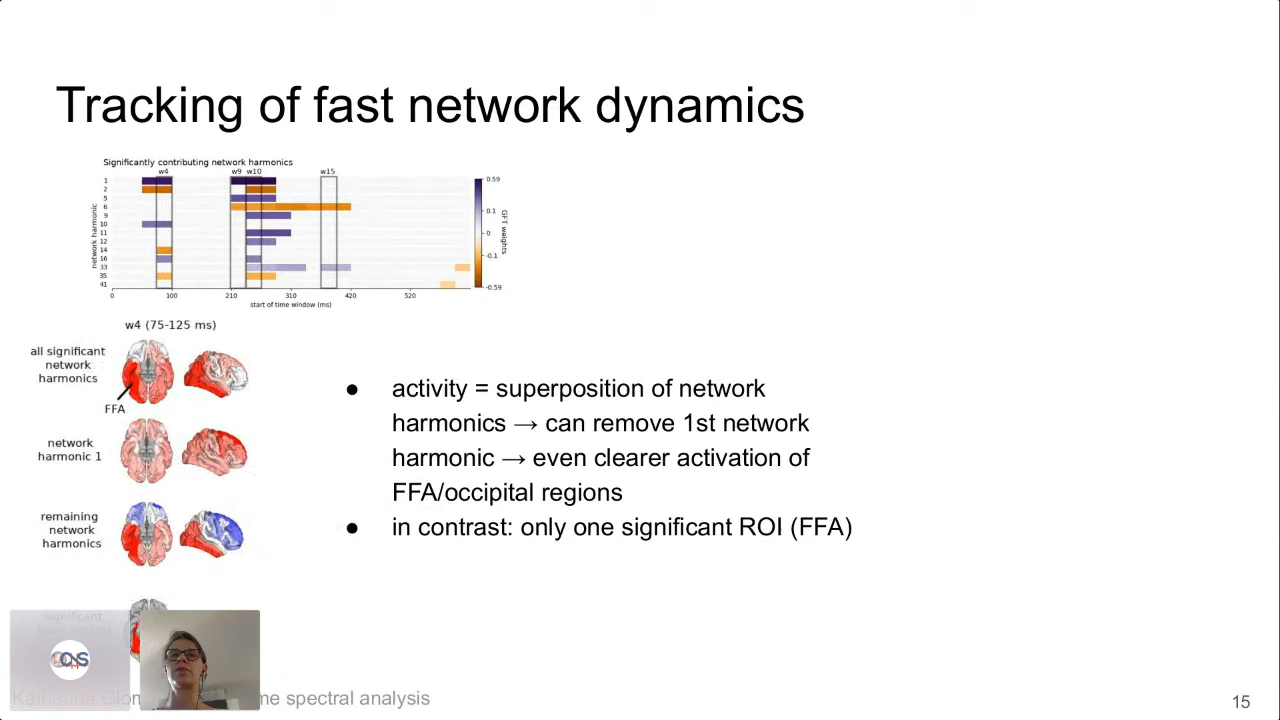 Tracking of fast network dynamics
Significantly contributing network harmonics
w4 w9 w10 w15
network harmonic
1
2
5
6
9
10
11
12
14
16
33
35
41
0 100 210 310 420 520
start of time window (ms)
0.59
0.1
0
-0.1
-0.59
GFT weights
w4 (75-125 ms)
all significant
network
harmonics
FFA
network
harmonic 1
remaining
network
harmonics
significant
● activity = superposition of network
harmonics → can remove 1st network
harmonic → even clearer activation of
FFA/occipital regions
● in contrast: only one significant ROI (FFA)
spectral analysis
15